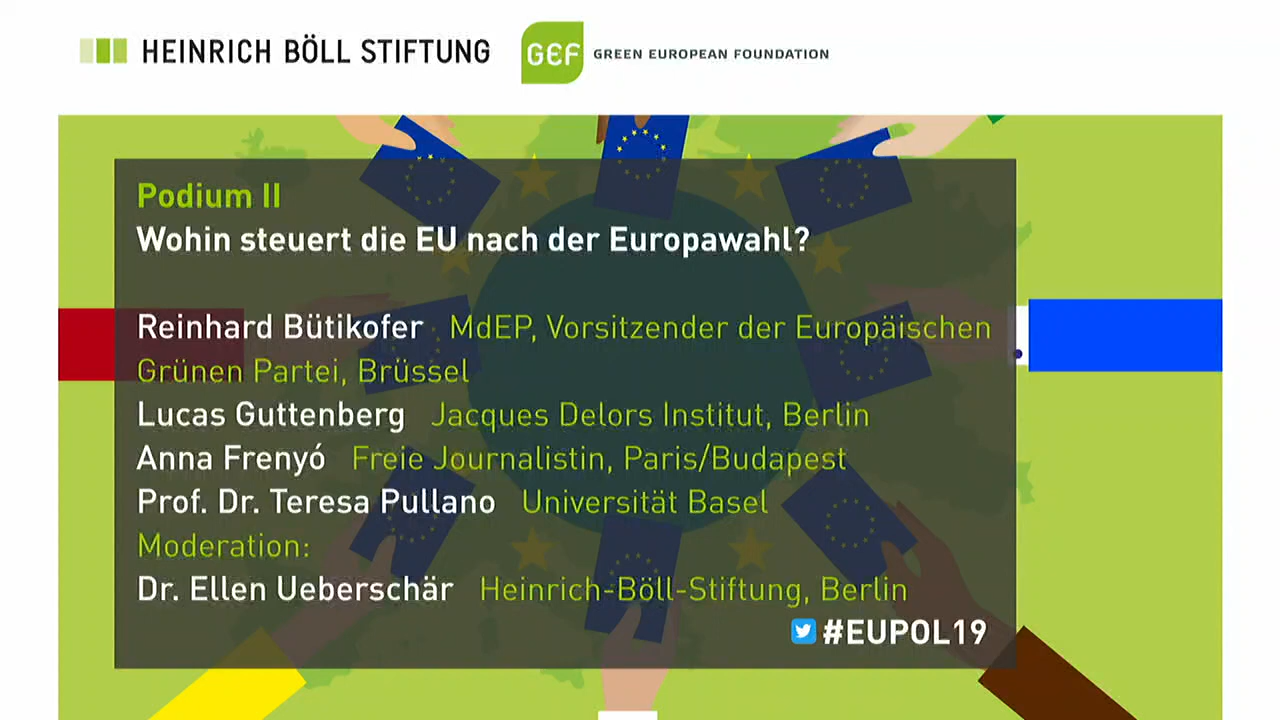 HEINRICH BÖLL STIFTUNG
GEF GREEN EUROPEAN FOUNDATION
Podium II
Wohin steuert die EU nach der Europawahl?
Reinhard Bütikofer MdEP, Vorsitzender der Europäischen
Grünen Partei, Brüssel
Lucas Guttenberg Jacques Delors Institut, Berlin
Anna Frenyó Freie Journalistin, Paris/Budapest
Prof. Dr. Teresa Pullano Universität Basel
Moderation:
Dr. Ellen Ueberschär Heinrich-Böll-Stiftung, Berlin
#EUPOL19